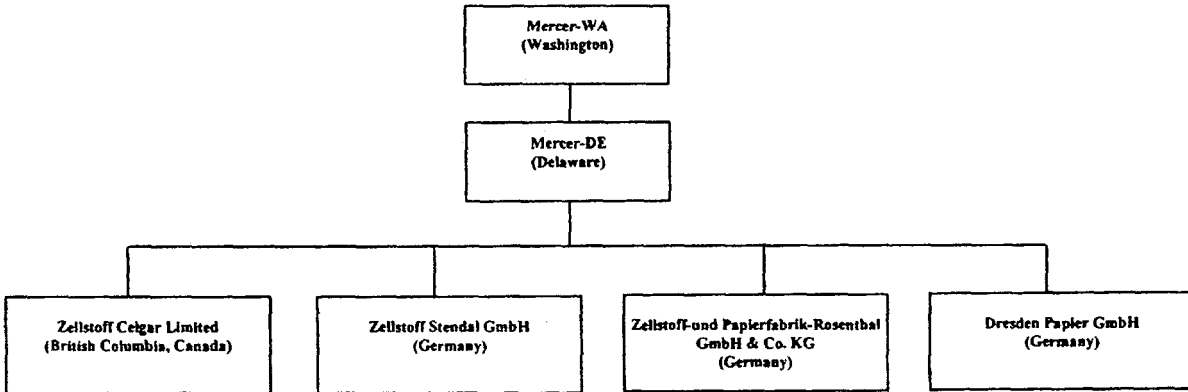 Mercer-WA
(Washington)
Mercer-DE
(Delaware)
Zellstoff Celgar Limited
(British Columbia, Canada)
Zellstoff Stendal GmbH
(Germany)
Zellstoff-und Papierfabrik-Rosenthal
GmbH & Co. KG
(Germany)
Dresden Papier GmbH
(Germany)